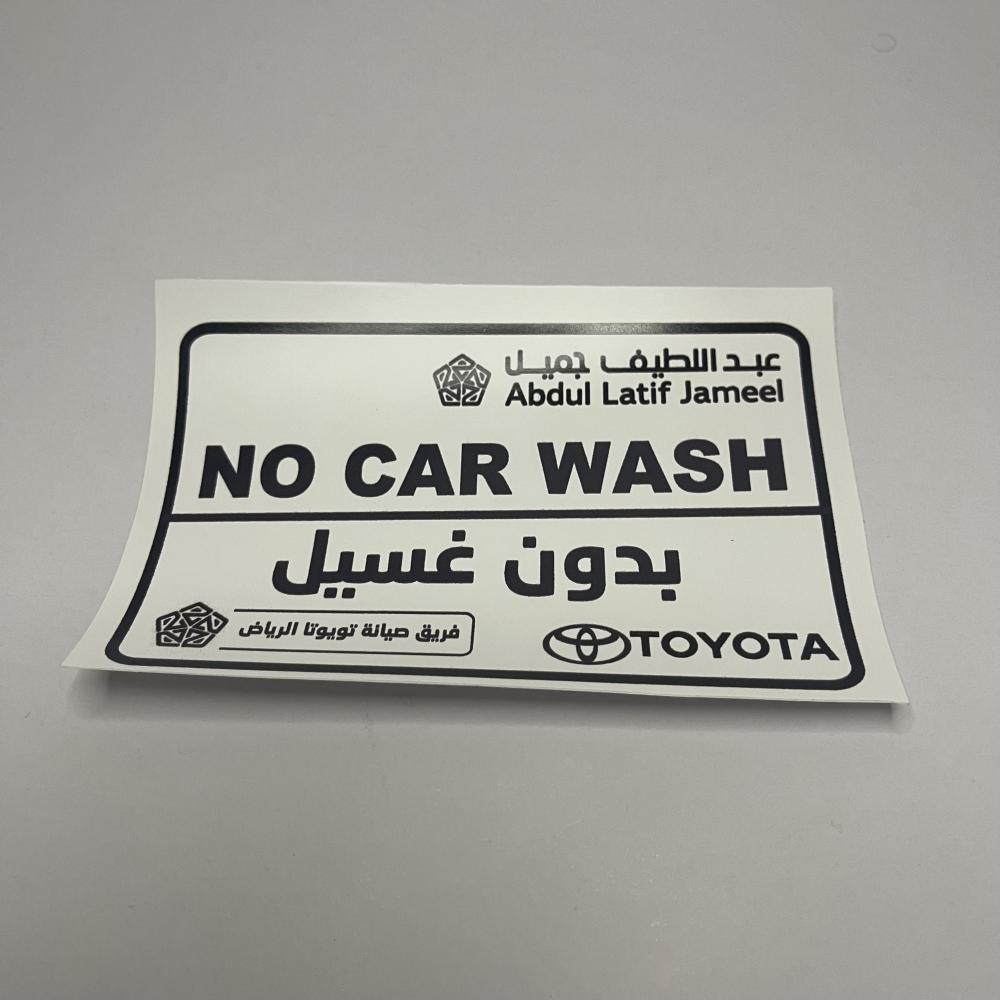 عبد اللطيف جميل
Abdul Latif Jameel
NO CAR WASH
بدون غسيل
فريق صيانة تويوتا الرياض
TOYOTA